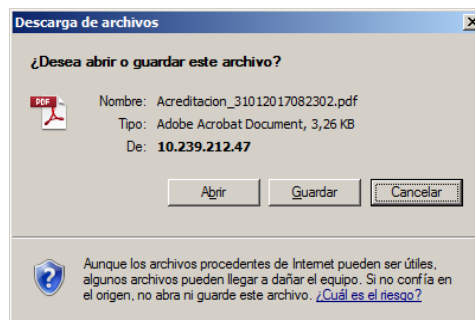 Descarga de archivos
¿Desea abrir o guardar este archivo?
PDF
Nombre: Acreditacion_31012017082302.pdf
Tipo: Adobe Acrobat Document, 3,26 KB
De: 10.239.212.47
Abrir Guardar Cancelar
Aunque los archivos procedentes de Internet pueden ser útiles,
algunos archivos pueden llegar a dañar el equipo. Si no confía en
el origen, no abra ni guarde este archivo. ¿Cuál es el riesgo?